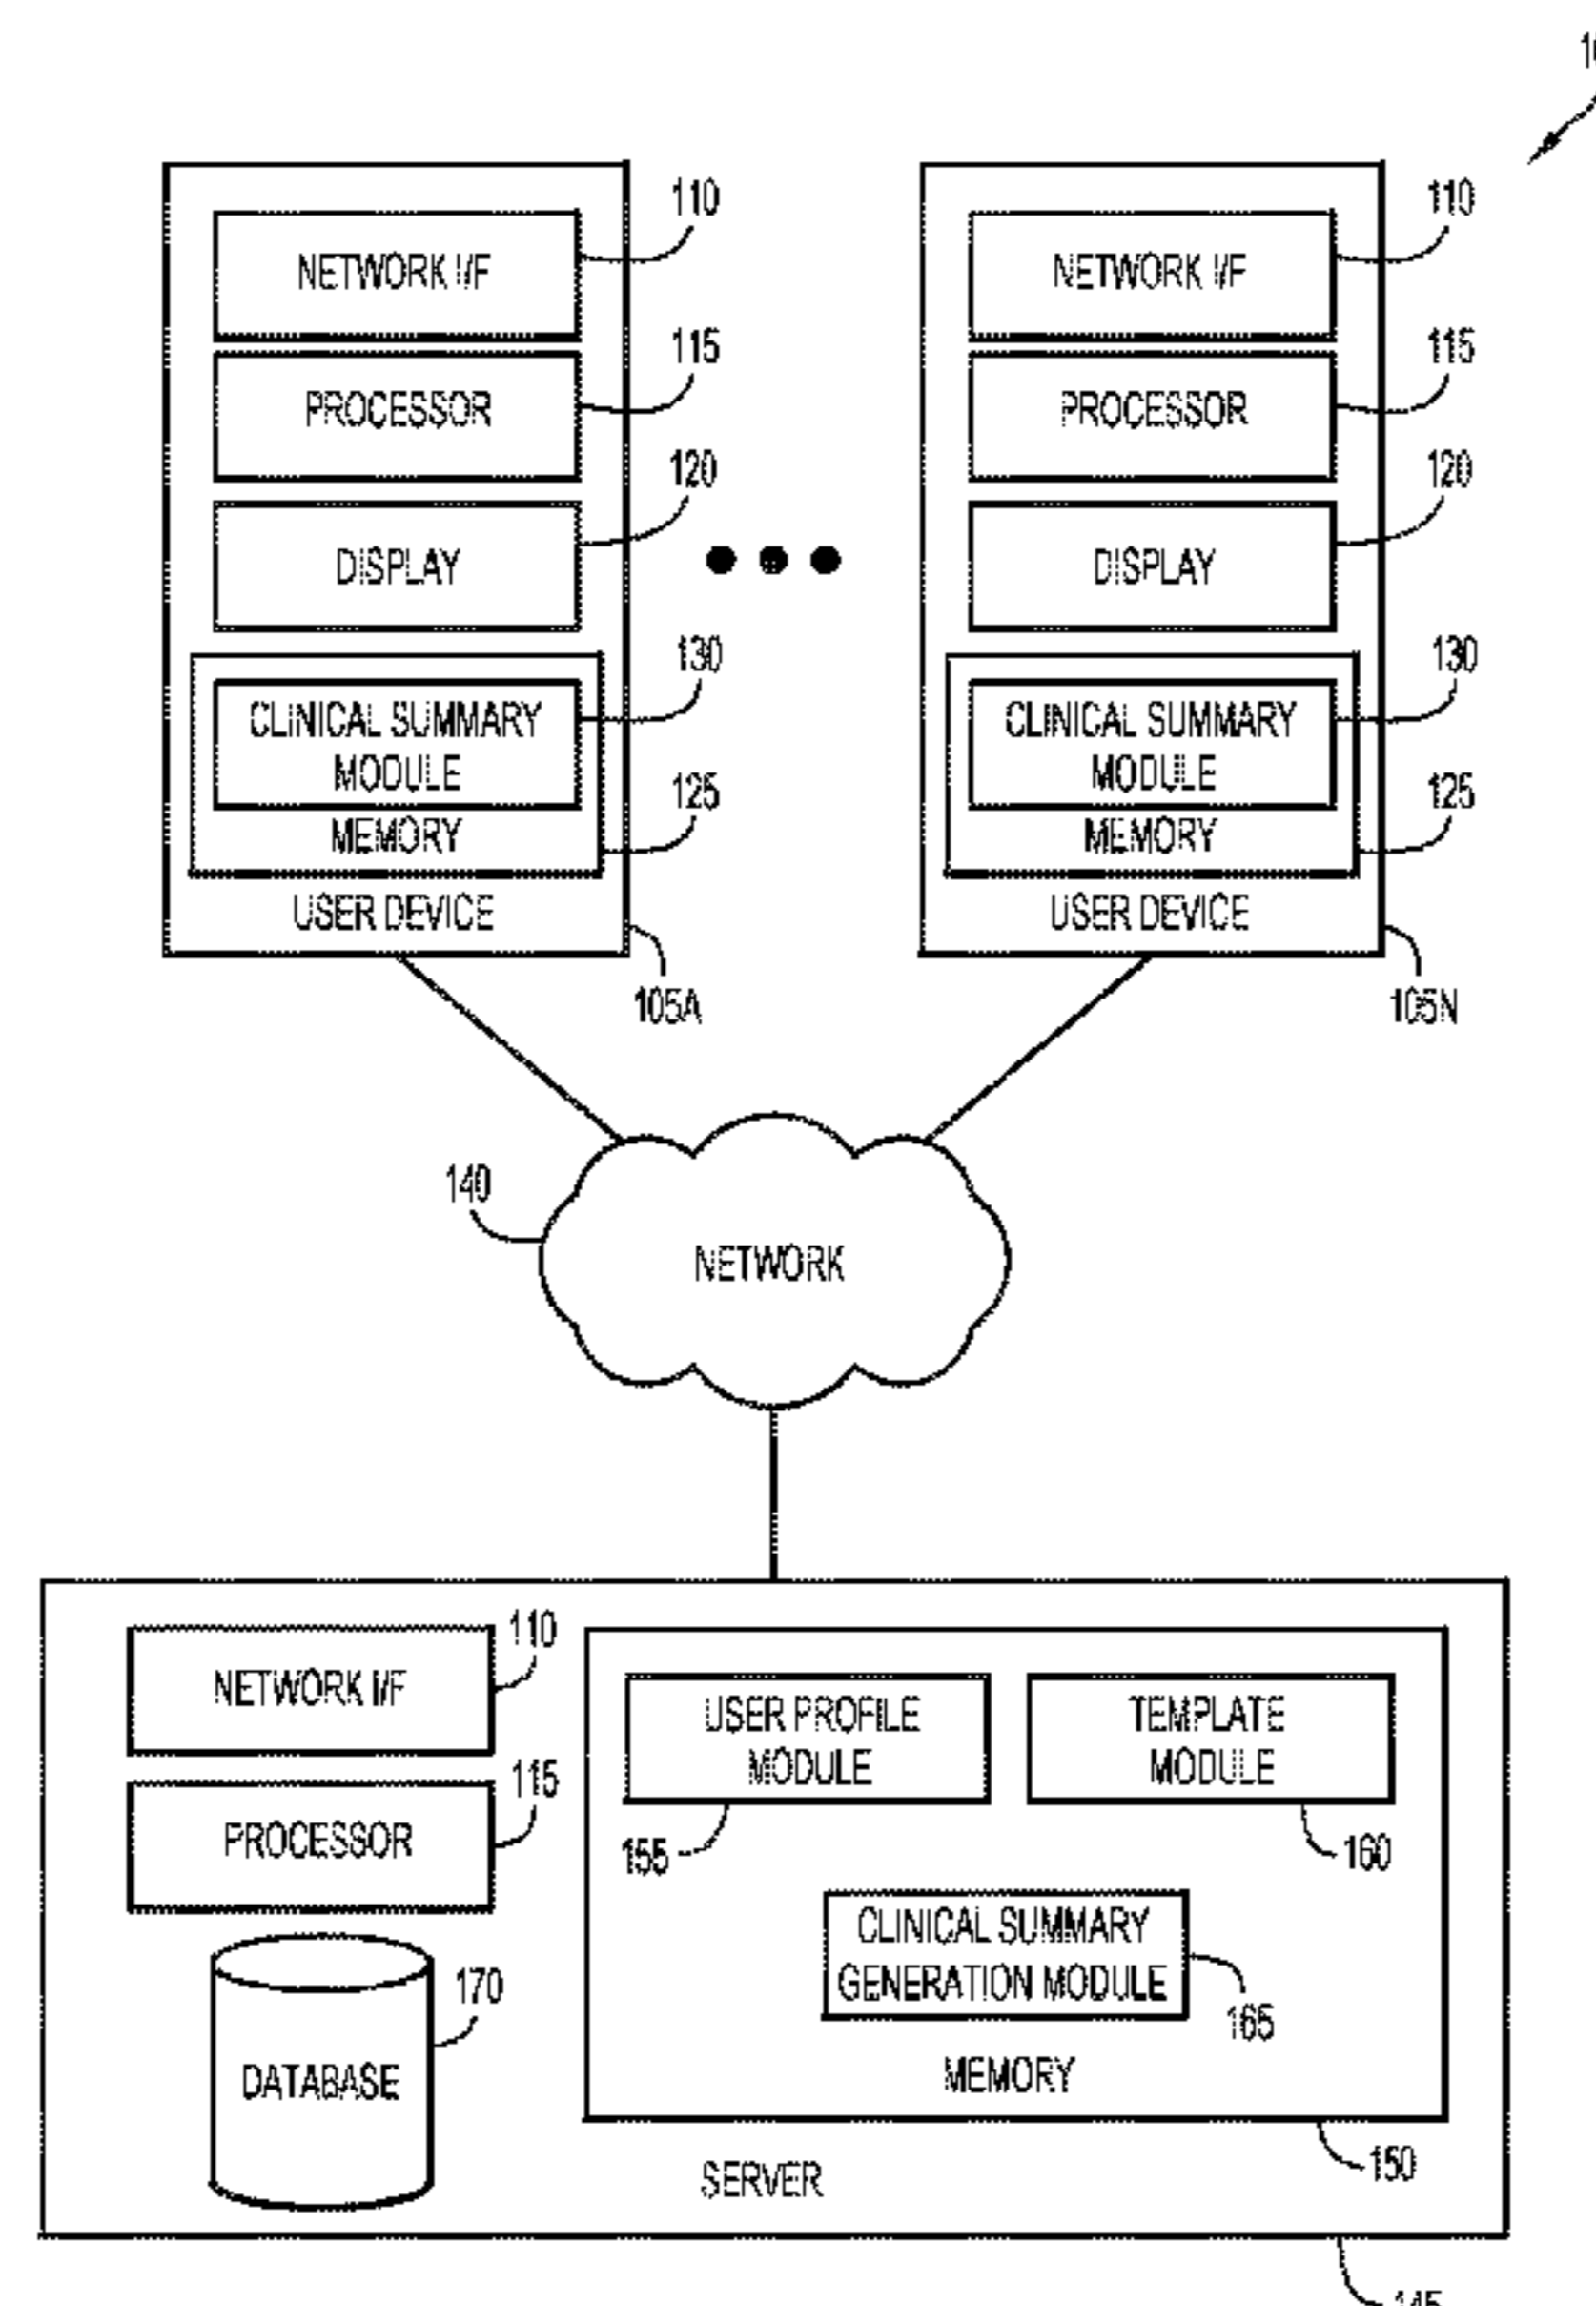 110
NETWORK I/F
115
PROCESSOR
120
DISPLAY
130
CLINICAL SUMMARY
MODULE
125
MEMORY
USER DEVICE
105A
110
NETWORK I/F
115
PROCESSOR
120
DISPLAY
130
CLINICAL SUMMARY
MODULE
125
MEMORY
USER DEVICE
105N
140
NETWORK
110
NETWORK I/F
115
PROCESSOR
170
DATABASE
USER PROFILE
MODULE
155
TEMPLATE
MODULE
160
CLINICAL SUMMARY
GENERATION MODULE
165
MEMORY
150
SERVER